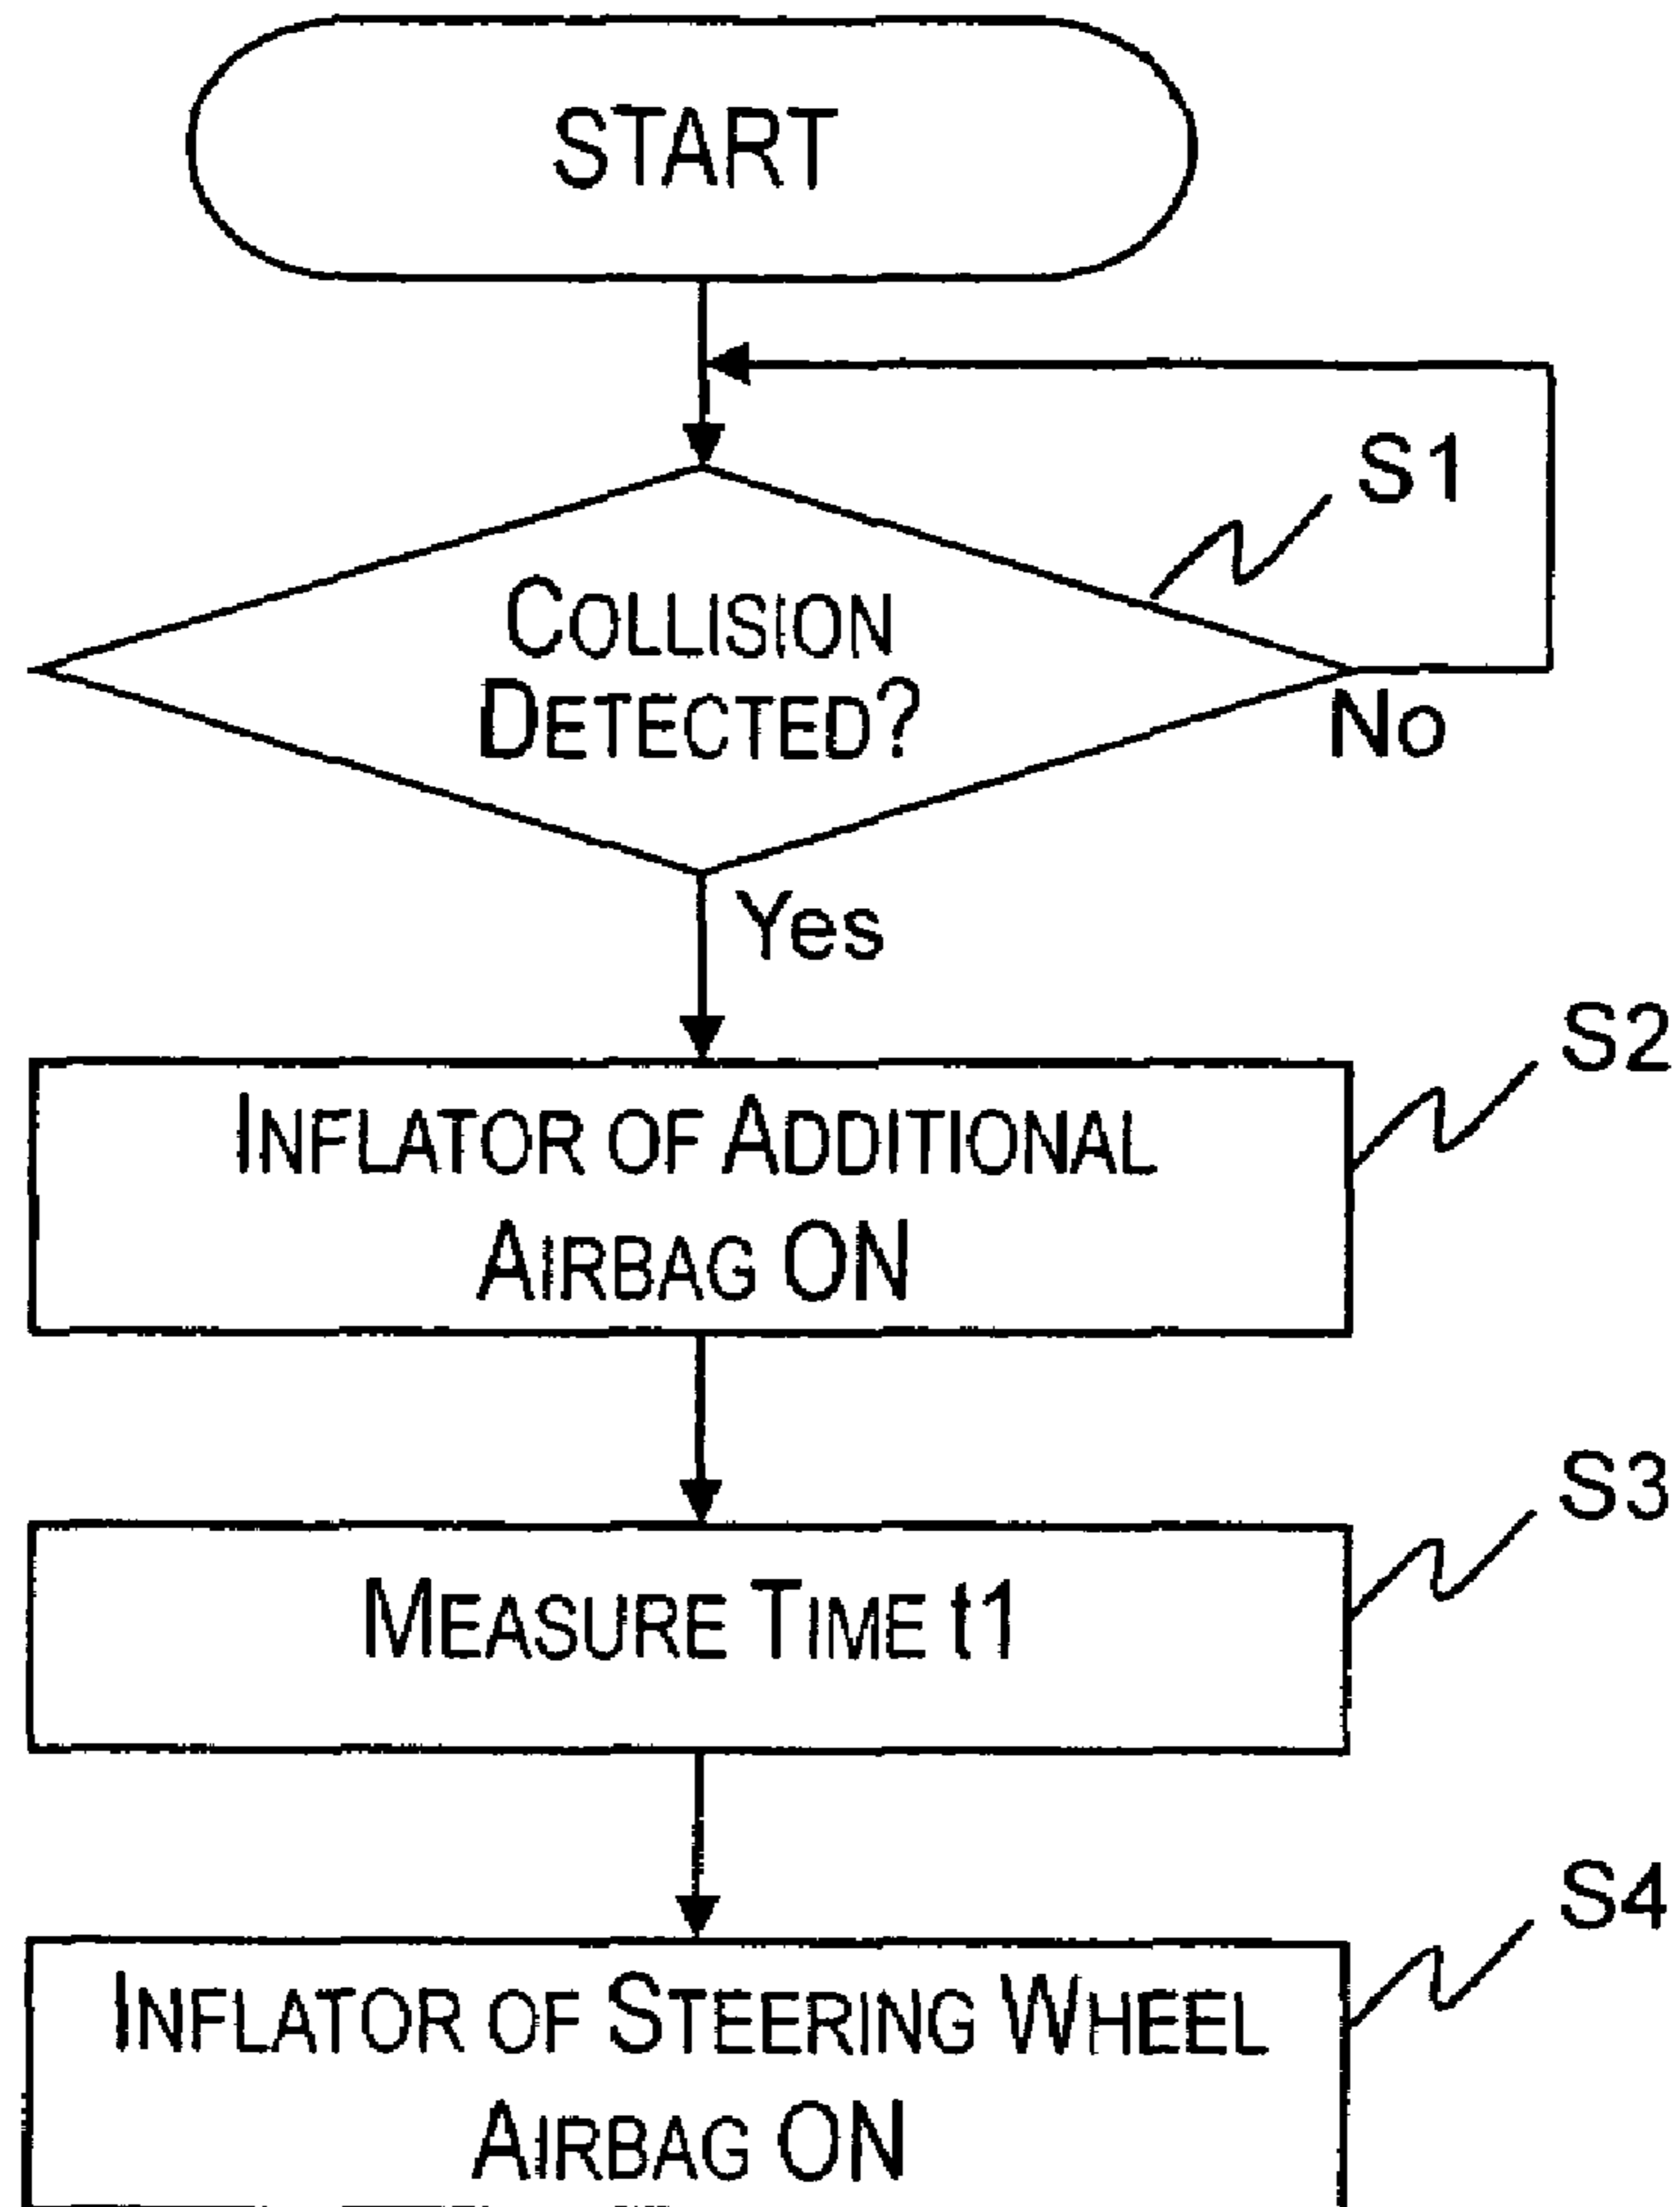 START
S1
COLLISION
DETECTED?
No
Yes
S2
INFLATOR OF ADDITIONAL
AIRBAG ON
S3
MEASURE TIME t1
S4
INFLATOR OF STEERING WHEEL
AIRBAG ON